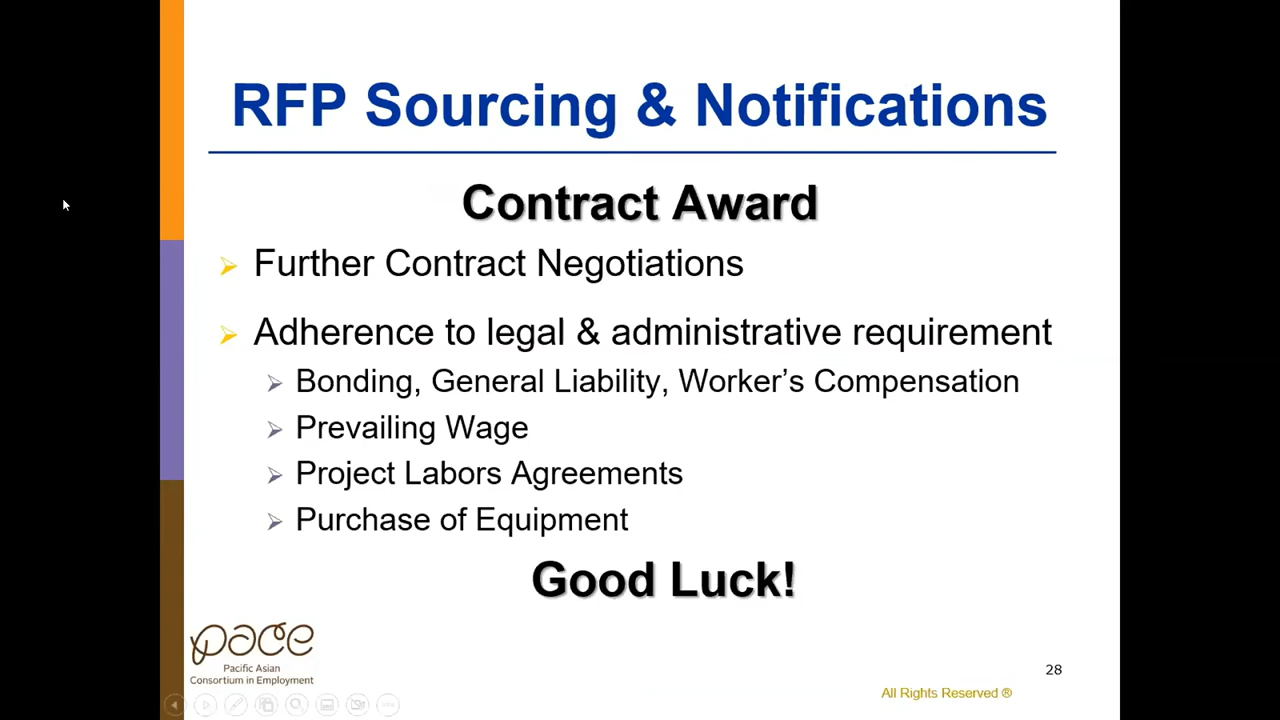 RFP Sourcing & Notifications
Contract Award
Further Contract Negotiations
Adherence to legal & administrative requirement
Bonding, General Liability, Worker’s Compensation
Prevailing Wage
Project Labors Agreements
Purchase of Equipment
Good Luck!
pace
Pacific Asian
Consortium in Employment
28
All Rights Reserved ®